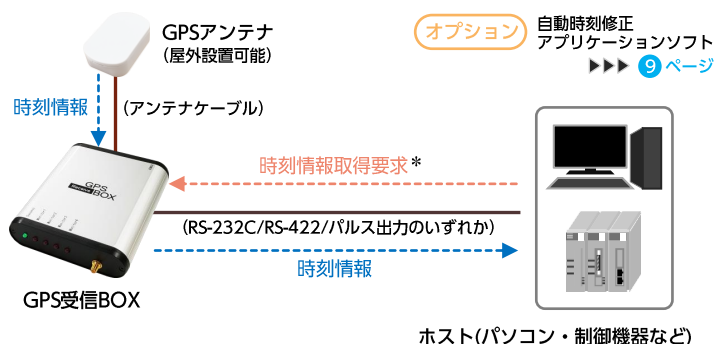 GPSアンテナ
(屋外設置可能)
オプション
自動時刻修正
アプリケーションソフト
▶▶▶ 9 ページ
時刻情報
(アンテナケーブル)
時刻情報取得要求*
GPS
BOX
(RS-232C/RS-422/パルス出力のいずれか)
時刻情報
GPS受信BOX
ホスト(パソコン・制御機器など)